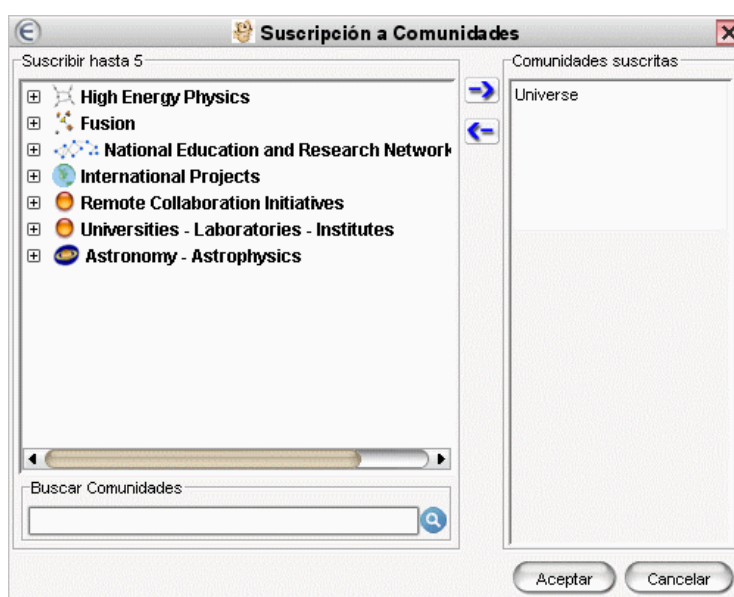 Suscripción a Comunidades
Suscribir hasta 5
High Energy Physics
Fusion
National Education and Research Network
International Projects
Remote Collaboration Initiatives
Universities - Laboratories - Institutes
Astronomy - Astrophysics
Buscar Comunidades
Comunidades suscritas
Universe
Aceptar
Cancelar